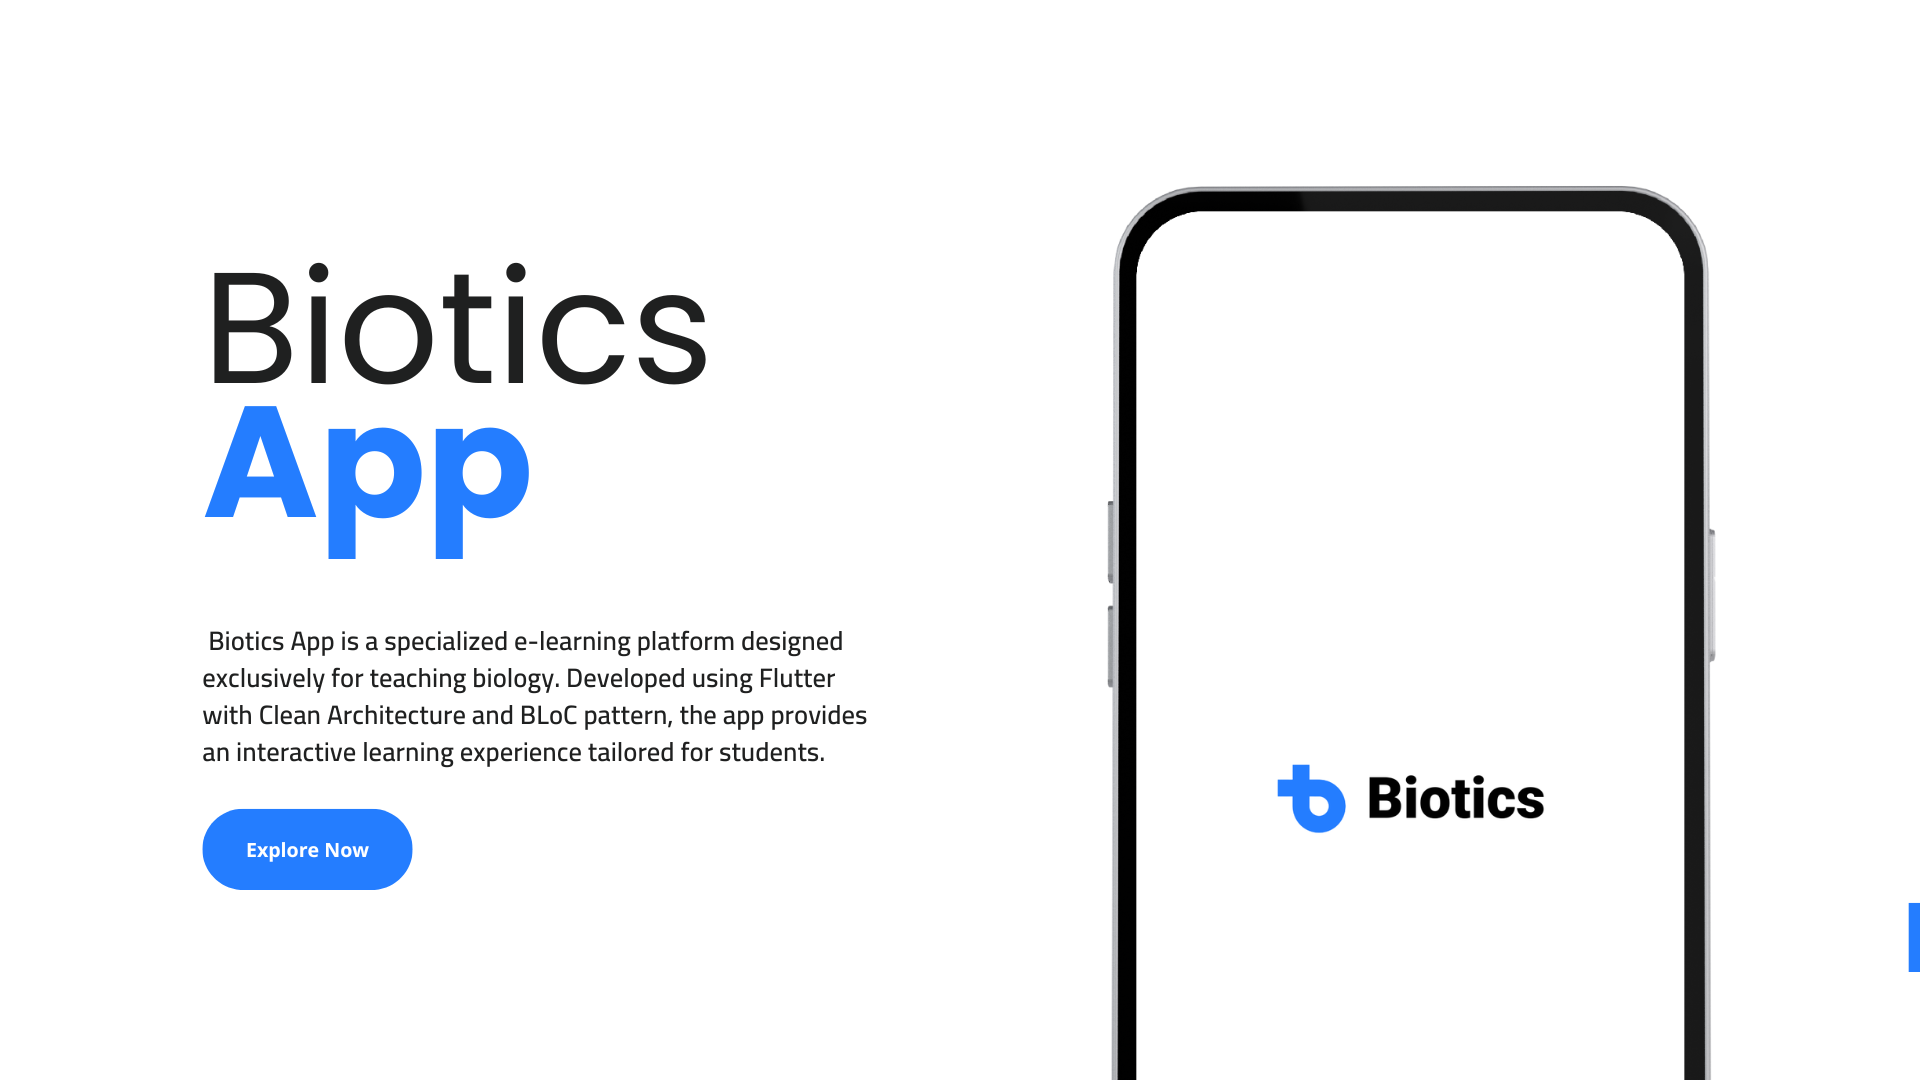 Biotics
App
Biotics App is a specialized e-learning platform designed
exclusively for teaching biology. Developed using Flutter
with Clean Architecture and BLoC pattern, the app provides
an interactive learning experience tailored for students.
Explore Now
Biotics